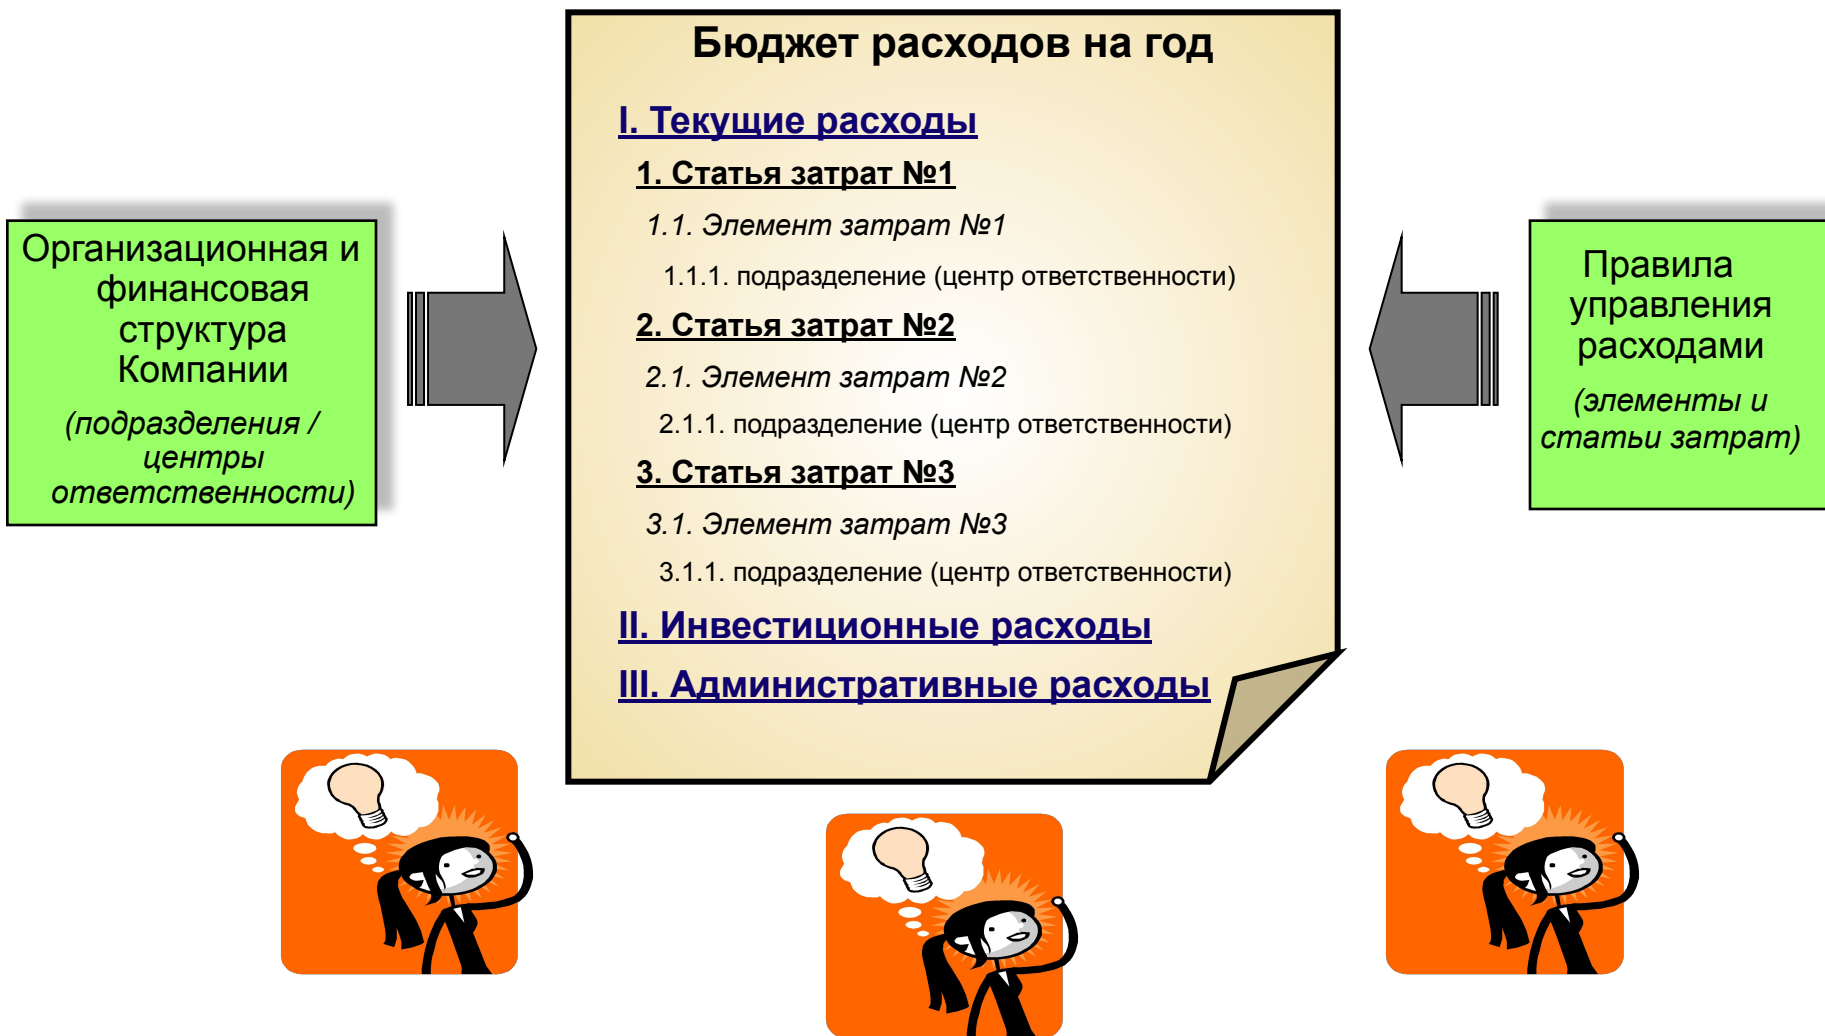 Бюджет расходов на год
I. Текущие расходы
1. Статья затрат №1
1.1. Элемент затрат №1
1.1.1. подразделение (центр ответственности)
2. Статья затрат №2
2.1. Элемент затрат №2
2.1.1. подразделение (центр ответственности)
3. Статья затрат №3
3.1. Элемент затрат №3
3.1.1. подразделение (центр ответственности)
II. Инвестиционные расходы
III. Административные расходы
Организационная и
финансовая
структура
Компании
(подразделения /
центры
ответственности)
Правила
управления
расходами
(элементы и
статьи затрат)